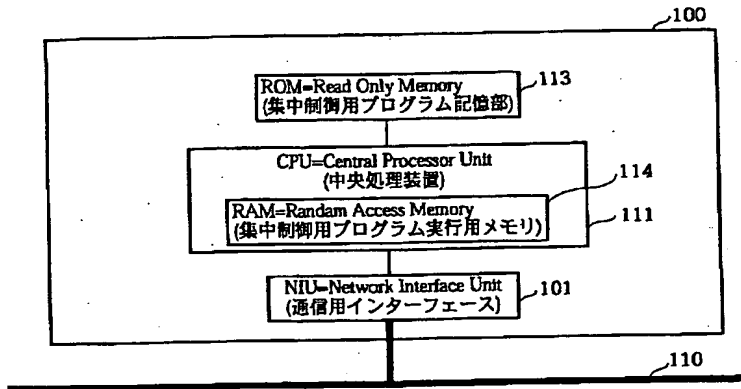 100
ROM=Read Only Memory
(集中制御用プログラム記憶部)
113
CPU=Central Processor Unit
(中央処理装置)
114
RAM=Randam Access Memory
(集中制御用プログラム実行用メモリ)
111
NIU=Network Interface Unit
(通信用インターフェース)
101
110